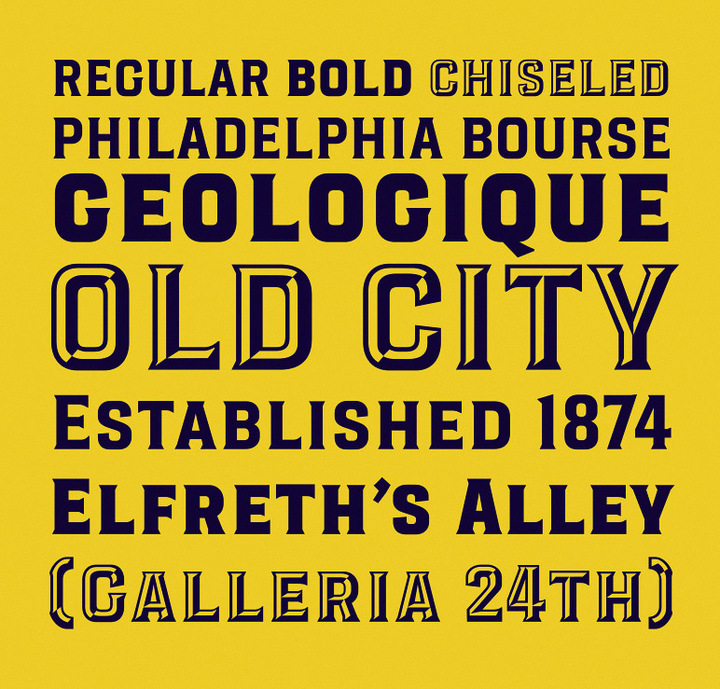 REGULAR BOLD CHISELED
PHILADELPHIA BOURSE
GEOLOGIQUE
OLD CITY
ESTABLISHED 1874
ELFRETH’S ALLEY
(GALLERIA 24TH)